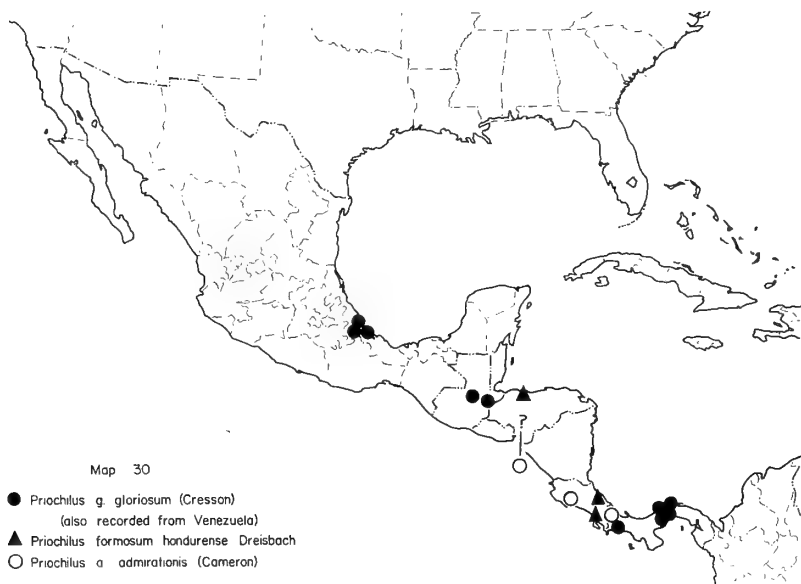 Map 30
Priochilus g. gloriosum (Cresson)
(also recorded from Venezuela)
Priochilus formosum hondurense Dreisbach
Priochilus a admirationis (Cameron)